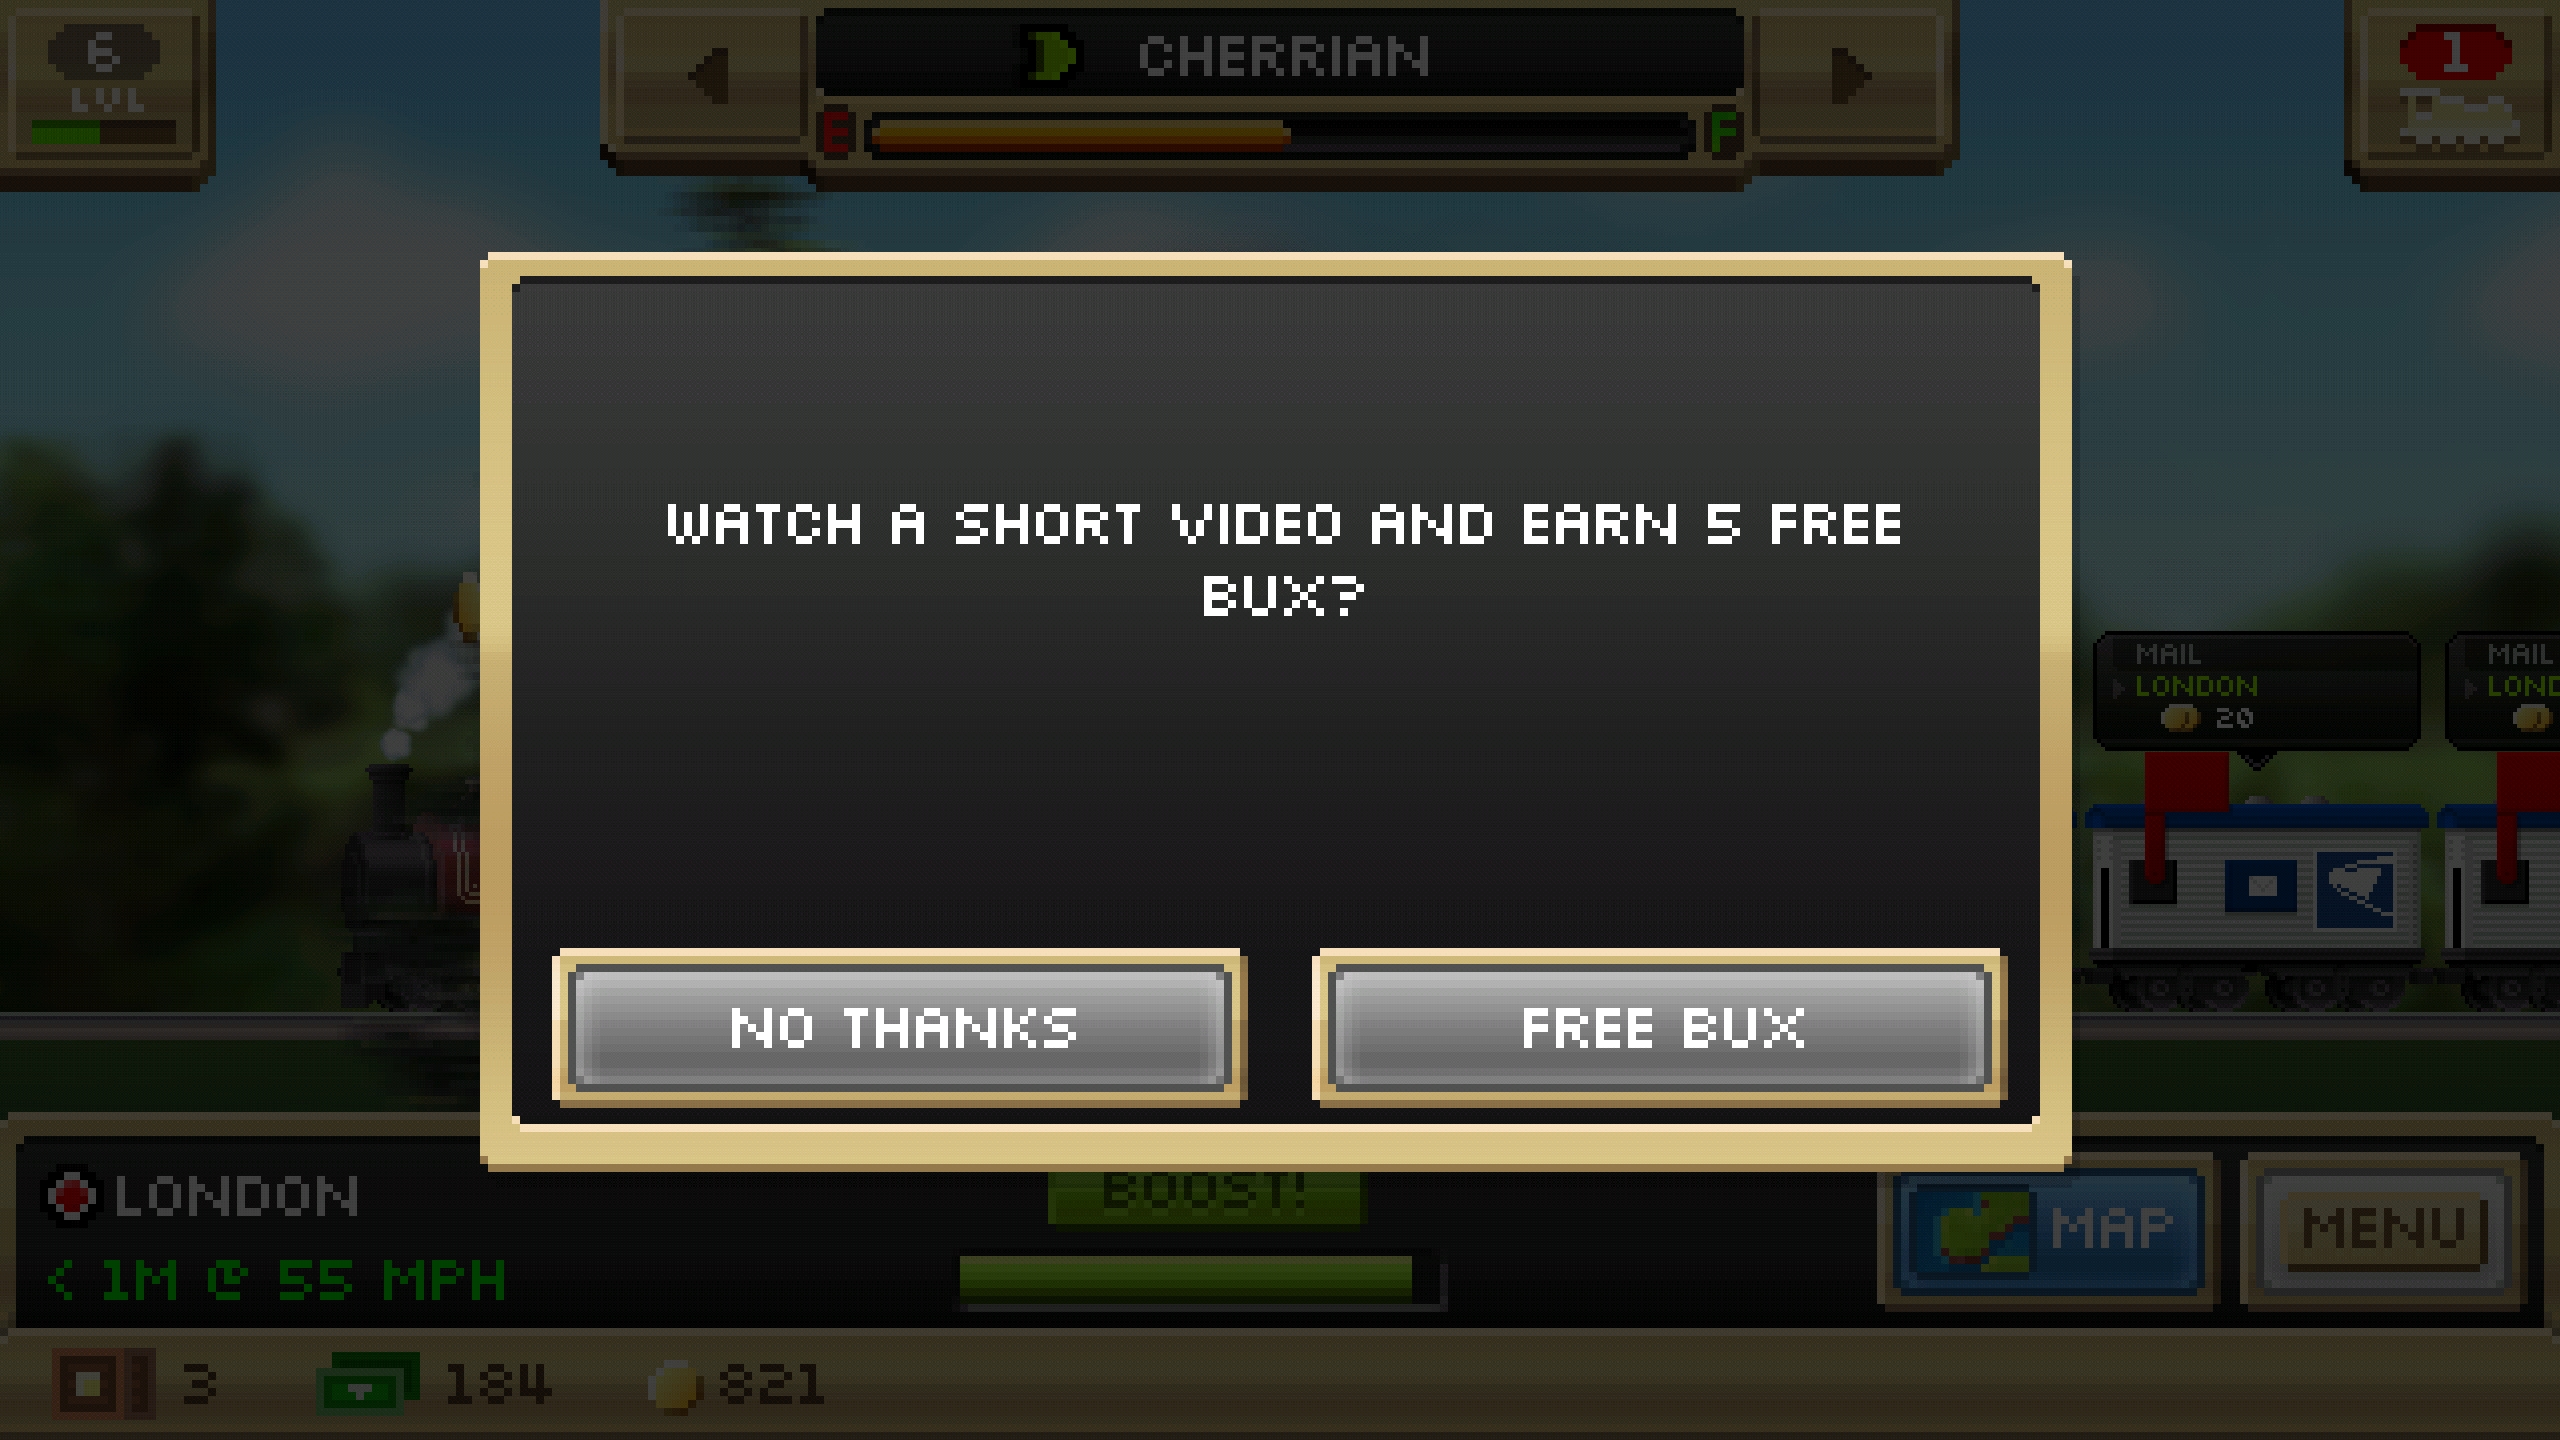 6
LVL
CHERRIAN
E F
1
WATCH A SHORT VIDEO AND EARN 5 FREE
BUX?
MAIL
LONDON
20
MAIL
LOND
NO THANKS
FREE BUX
LONDON
< 1M @ 55 MPH
BOOST!
MAP
MENU
3
184
821